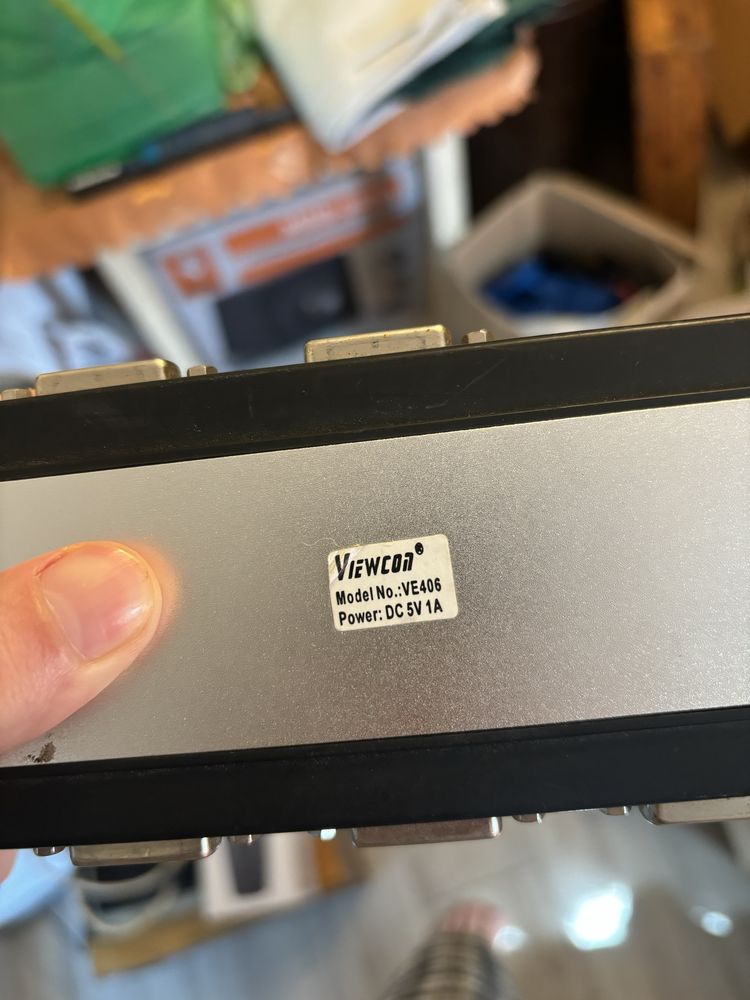 VIEWCON®
Model No.:VE406
Power: DC 5V 1A